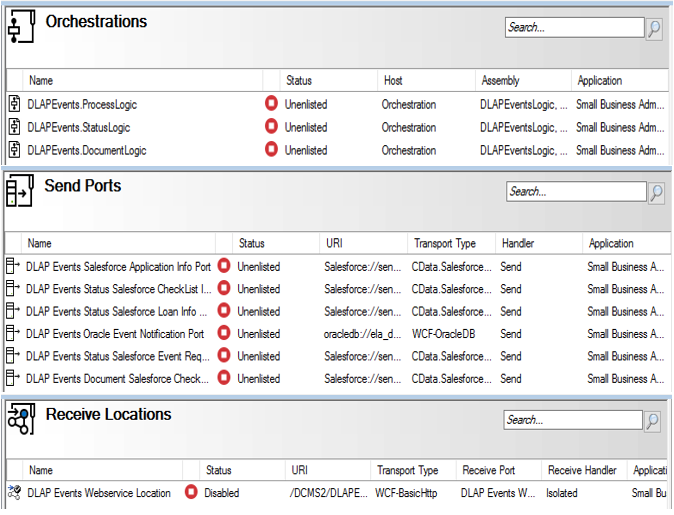 Orchestrations
Search...
Name Status Host Assembly Application
DLAPEvents.ProcessLogic Unenlisted Orchestration DLAPEventsLogic, ... Small Business Adm...
DLAPEvents.StatusLogic Unenlisted Orchestration DLAPEventsLogic, ... Small Business Adm...
DLAPEvents.DocumentLogic Unenlisted Orchestration DLAPEventsLogic, ... Small Business Adm...
Send Ports
Search...
Name Status URI Transport Type Handler Application
DLAP Events Salesforce Application Info Port Unenlisted Salesforce://sen... CData.Salesforce... Send Small Business A...
DLAP Events Status Salesforce CheckList I... Unenlisted Salesforce://sen... CData.Salesforce... Send Small Business A...
DLAP Events Status Salesforce Loan Info ... Unenlisted Salesforce://sen... CData.Salesforce... Send Small Business A...
DLAP Events Oracle Event Notification Port Unenlisted oracledb://ela_d... WCF-OracleDB Send Small Business A...
DLAP Events Status Salesforce Event Req... Unenlisted Salesforce://sen... CData.Salesforce... Send Small Business A...
DLAP Events Document Salesforce Check... Unenlisted Salesforce://sen... CData.Salesforce... Send Small Business A...
Receive Locations
Search...
Name Status URI Transport Type Receive Port Receive Handler Applicati
DLAP Events Webservice Location Disabled /DCMS2/DLAPE... WCF-BasicHttp DLAP Events W... Isolated Small Bu